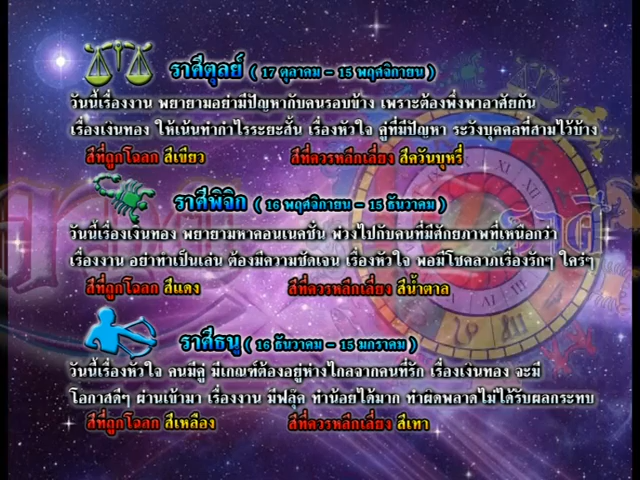 ราศีตุลย์ ( 17 ตุลาคม - 15 พฤศจิกายน )
วันนี้เรื่องงาน พยายามอย่ามีปัญหากับคนรอบข้าง เพราะต้องพึ่งพาอาศัยกัน
เรื่องเงินทอง ให้เน้นทำกำไรระยะสั้น เรื่องหัวใจ คู่ที่มีปัญหา ระวังบุคคลที่สามไว้บ้าง
สีที่ถูกโฉลก สีเขียว สีที่ควรหลีกเลี่ยง สีควันบุหรี่
ราศีพิจิก ( 16 พฤศจิกายน - 15 ธันวาคม )
วันนี้เรื่องเงินทอง พยายามหาคอนเนคชั่น พ่วงไปกับคนที่มีศักยภาพที่เหนือกว่า
เรื่องงาน อย่าทำเป็นเล่น ต้องมีความชัดเจน เรื่องหัวใจ พอมีโชคลาภเรื่องรักๆ ใคร่ๆ
สีที่ถูกโฉลก สีแดง สีที่ควรหลีกเลี่ยง สีน้ำตาล
ราศีธนู ( 16 ธันวาคม - 15 มกราคม )
วันนี้เรื่องหัวใจ คนมีคู่ มีเกณฑ์ต้องอยู่ห่างไกลจากคนที่รัก เรื่องเงินทอง จะมี
โอกาสดีๆ ผ่านเข้ามา เรื่องงาน มีฟลุ๊ค ทำน้อยได้มาก ทำผิดพลาดไม่ได้รับผลกระทบ
สีที่ถูกโฉลก สีเหลือง สีที่ควรหลีกเลี่ยง สีเทา